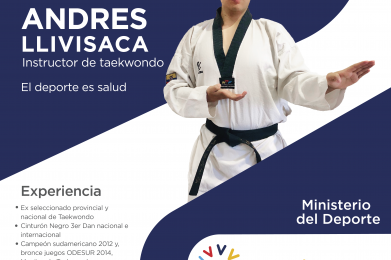 ANDRES
LLIVISACA
Instructor de taekwondo
El deporte es salud
Experiencia
• Ex seleccionado provincial y
nacional de Taekwondo
• Cinturón Negro 3er Dan nacional e
internacional
• Campeón sudamericano 2012 y,
bronce juegos ODESUR 2014,
Ministerio
del Deporte